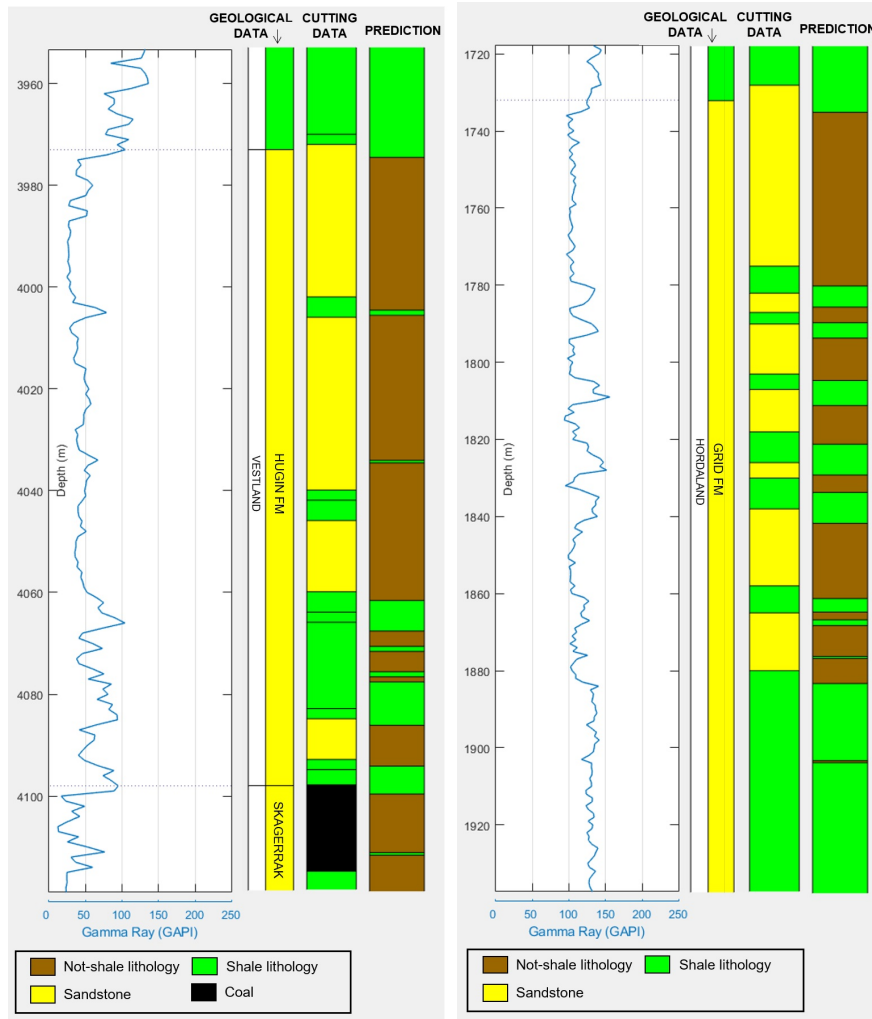 GEOLOGICAL DATA
CUTTING DATA
PREDICTION
3960
3980
4000
4020
4040
4060
4080
4100
Depth (m)
VESTLAND
HUGIN FM
SKAGERRAK
0 50 100 150 200 250
Gamma Ray (GAPI)
Not-shale lithology
Shale lithology
Sandstone
Coal
GEOLOGICAL DATA
CUTTING DATA
PREDICTION
1720
1740
1760
1780
1800
1820
1840
1860
1880
1900
1920
Depth (m)
HORDALAND
GRID FM
0 50 100 150 200 250
Gamma Ray (GAPI)
Not-shale lithology
Shale lithology
Sandstone